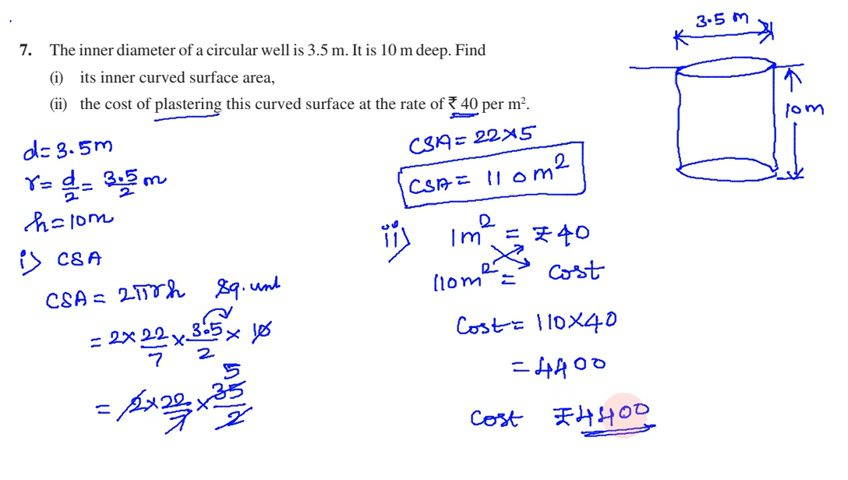 7. The inner diameter of a circular well is 3.5 m. It is 10 m deep. Find
(i) its inner curved surface area,
(ii) the cost of plastering this curved surface at the rate of ₹ 40 per m².
d = 3.5 m
r = d/2 = 3.5/2 m
h = 10m
i) CSA
CSA = 2πrh sq. unit
= 2 × 22/7 × 3.5/2 × 10
= 2 × 22/7 × 35/2
5
CSA = 22 × 5
CSA = 110 m²
ii) 1m² = ₹40
110m² = cost
Cost = 110 × 40
= 4400
Cost ₹4400
3.5 m
10m